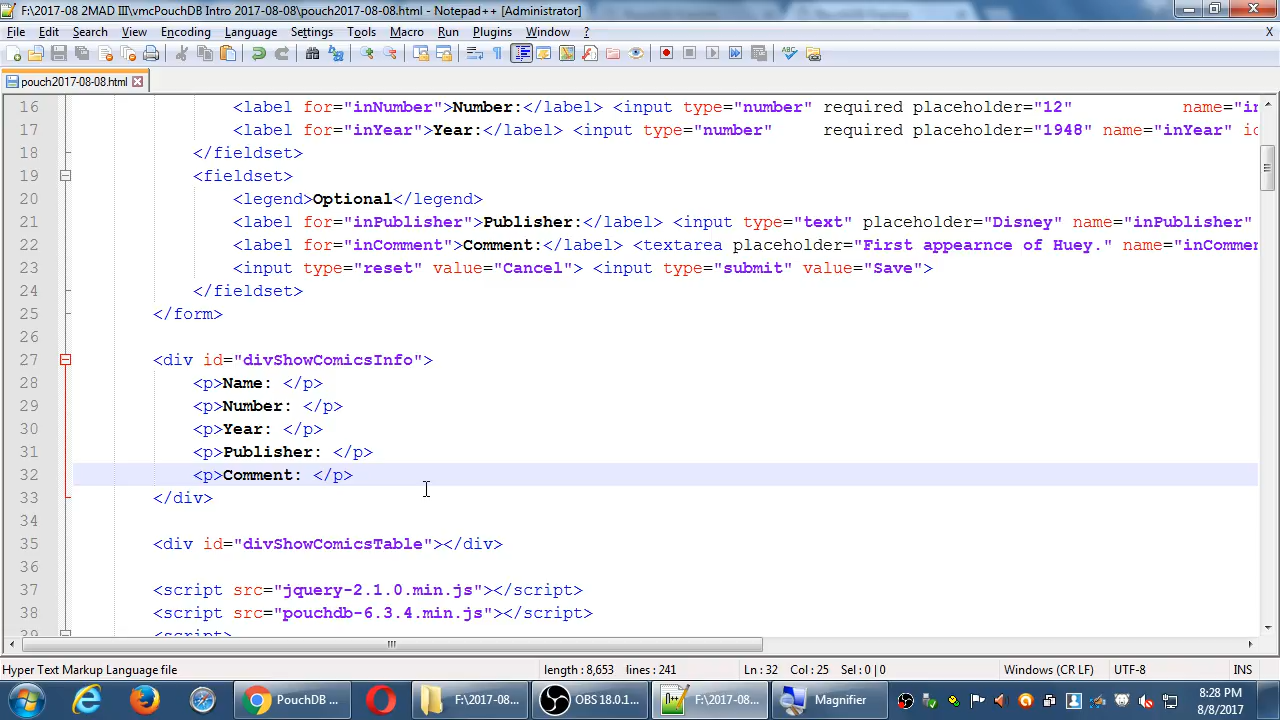 F:\2017-08 2MAD III\vmcPouchDB Intro 2017-08-08\pouch2017-08-08.html - Notepad++ [Administrator]
File Edit Search View Encoding Language Settings Tools Macro Run Plugins Window ? X
pouch2017-08-08.html
16 <label for="inNumber">Number:</label> <input type="number" required placeholder="12" name="in
17 <label for="inYear">Year:</label> <input type="number" required placeholder="1948" name="inYear" id
18 </fieldset>
19 <fieldset>
20 <legend>Optional</legend>
21 <label for="inPublisher">Publisher:</label> <input type="text" placeholder="Disney" name="inPublisher"
22 <label for="inComment">Comment:</label> <textarea placeholder="First appearnce of Huey." name="inCommen
23 <input type="reset" value="Cancel"> <input type="submit" value="Save">
24 </fieldset>
25 </form>
26
27 <div id="divShowComicsInfo">
28 <p>Name: </p>
29 <p>Number: </p>
30 <p>Year: </p>
31 <p>Publisher: </p>
32 <p>Comment: </p>
33 </div>
34
35 <div id="divShowComicsTable"></div>
36
37 <script src="jquery-2.1.0.min.js"></script>
38 <script src="pouchdb-6.3.4.min.js"></script>
39 <script>
Hyper Text Markup Language file length : 8,653 lines : 241 Ln : 32 Col : 25 Sel : 0 | 0 Windows (CR LF) UTF-8 INS
PouchDB ... F:\2017-08... OBS 18.0.1... F:\2017-08... Magnifier 8:28 PM
8/8/2017